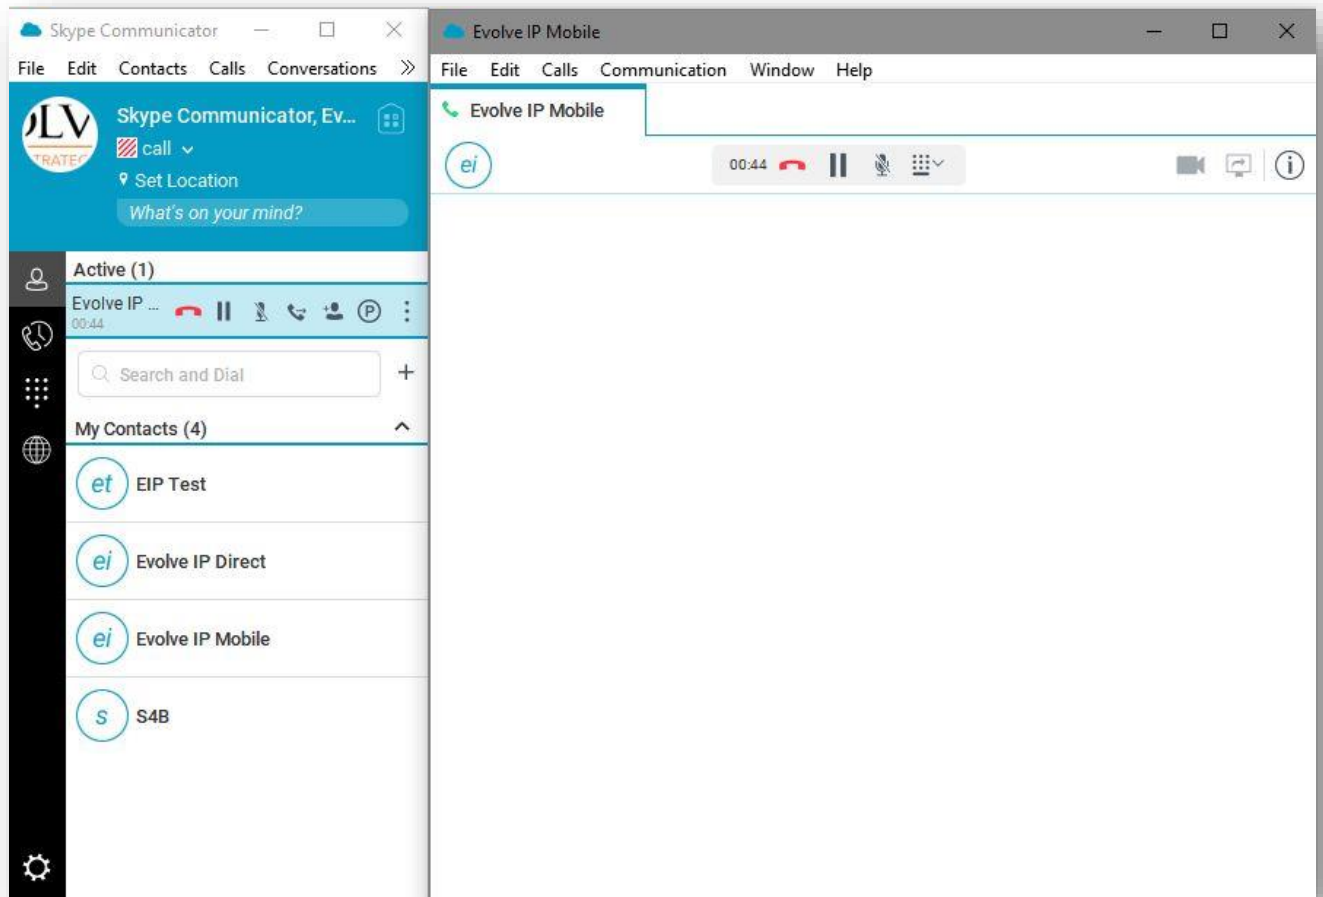 Skype Communicator
File Edit Contacts Calls Conversations
Skype Communicator, Ev...
call
Set Location
What's on your mind?
Active (1)
Evolve IP ...
00:44
P
Search and Dial
My Contacts (4)
et EIP Test
ei Evolve IP Direct
ei Evolve IP Mobile
s S4B
Evolve IP Mobile
File Edit Calls Communication Window Help
Evolve IP Mobile
ei
00:44